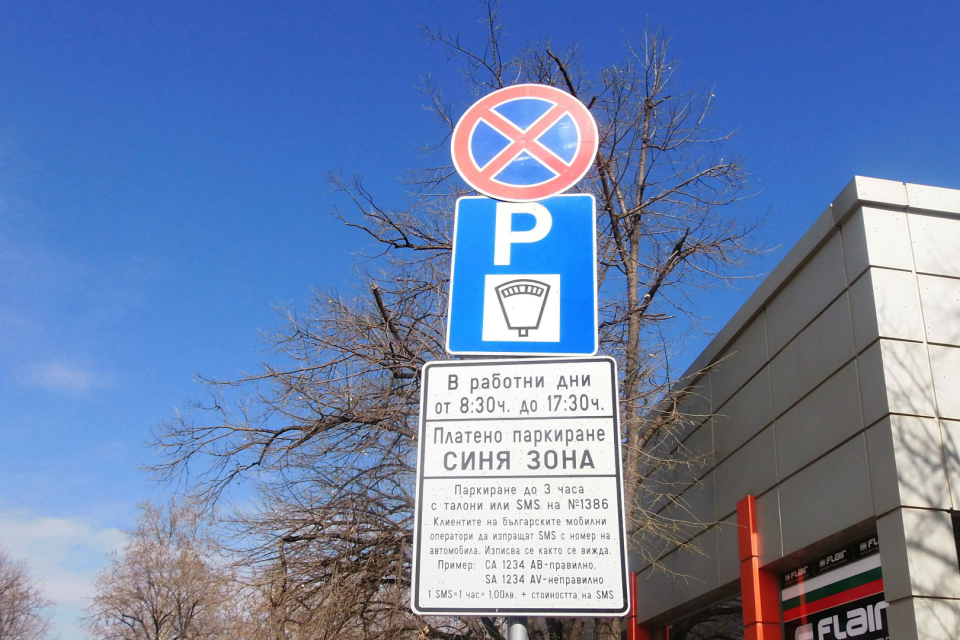 P
В работни дни
от 8:30ч. до 17:30ч.
Платено паркиране
СИНЯ ЗОНА
Паркиране до 3 часа
с талони или SMS на №1386
Клиентите на българските мобилни
оператори да изпращат SMS с номер на
автомобила. Изписва се както се вижда.
Пример: СА 1234 АВ-правилно,
SA 1234 AV-неправилно
1 SMS=1 час= 1,00лв. + стойността на SMS
FLAIR
FLAIR
FLAIR